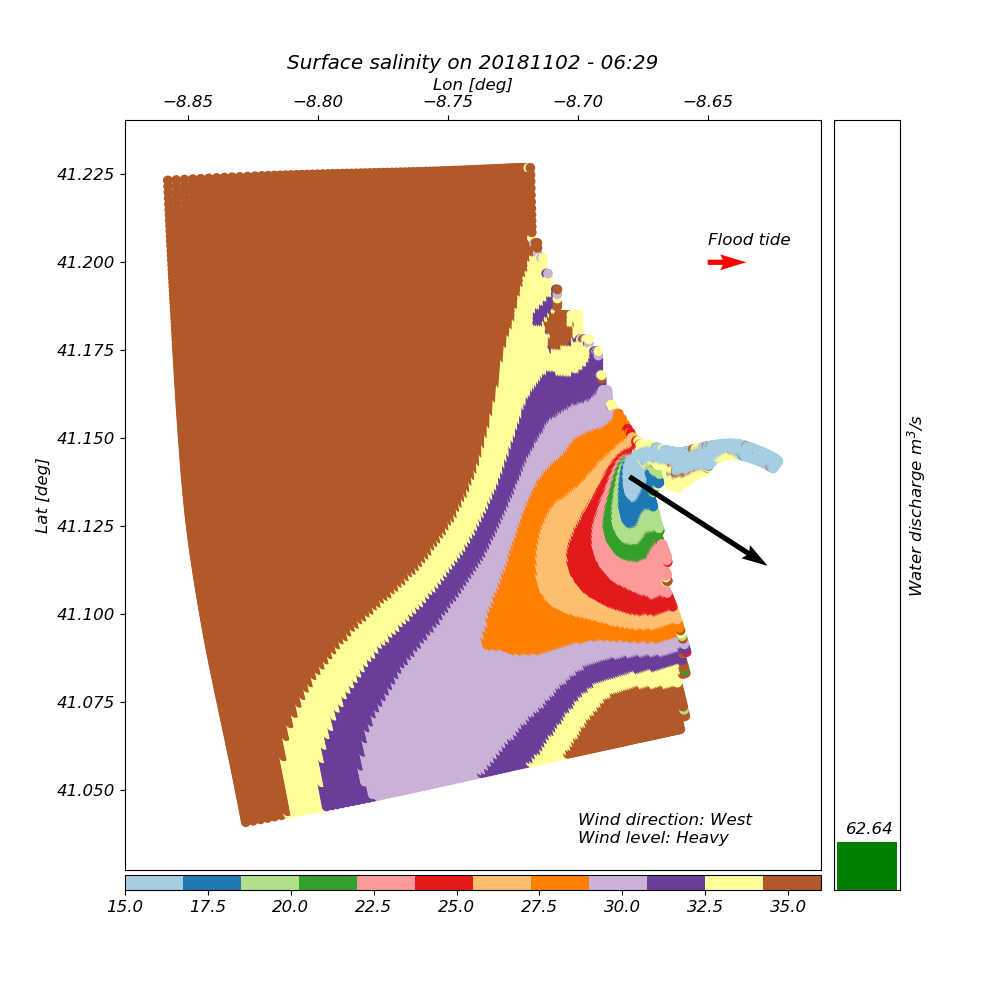 Surface salinity on 20181102 - 06:29
Lon [deg]
−8.85 −8.80 −8.75 −8.70 −8.65
41.225
41.200
41.175
41.150
41.125
41.100
41.075
41.050
Lat [deg]
Flood tide
Wind direction: West
Wind level: Heavy
15.0 17.5 20.0 22.5 25.0 27.5 30.0 32.5 35.0
62.64
Water discharge m³/s